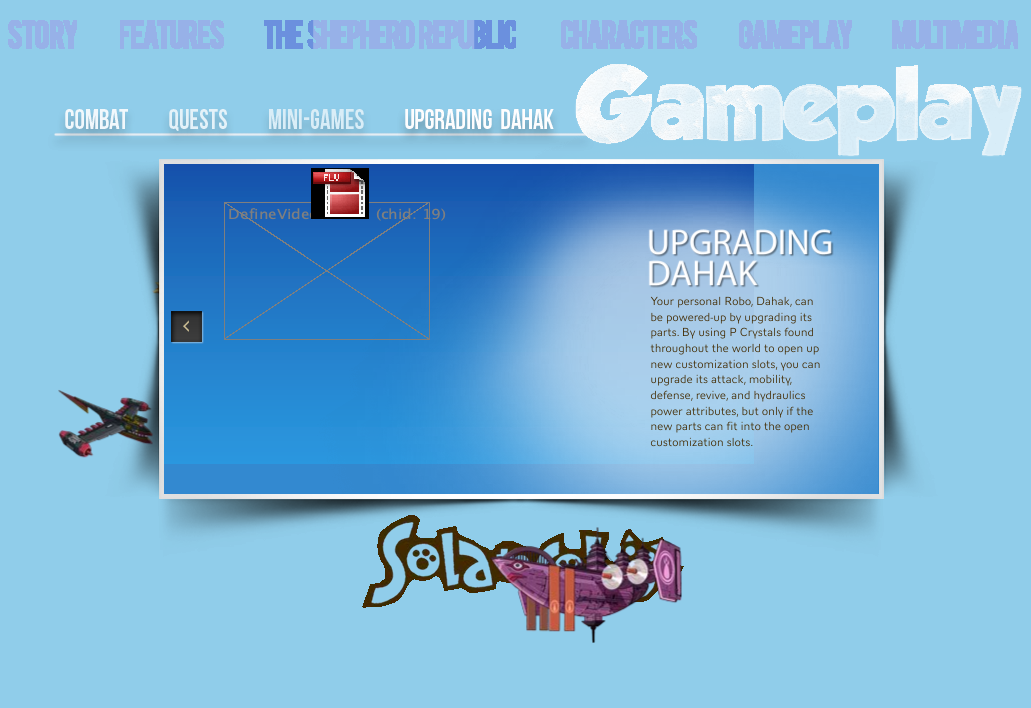 STORY FEATURES THE SHEPHERD REPUBLIC CHARACTERS GAMEPLAY MULTIMEDIA
Gameplay
COMBAT QUESTS MINI-GAMES UPGRADING DAHAK
FLV
DefineVide (chid: 19)
UPGRADING
DAHAK
Your personal Robo, Dahak, can
be powered-up by upgrading its
parts. By using P Crystals found
throughout the world to open up
new customization slots, you can
upgrade its attack, mobility,
defense, revive, and hydraulics
power attributes, but only if the
new parts can fit into the open
customization slots.